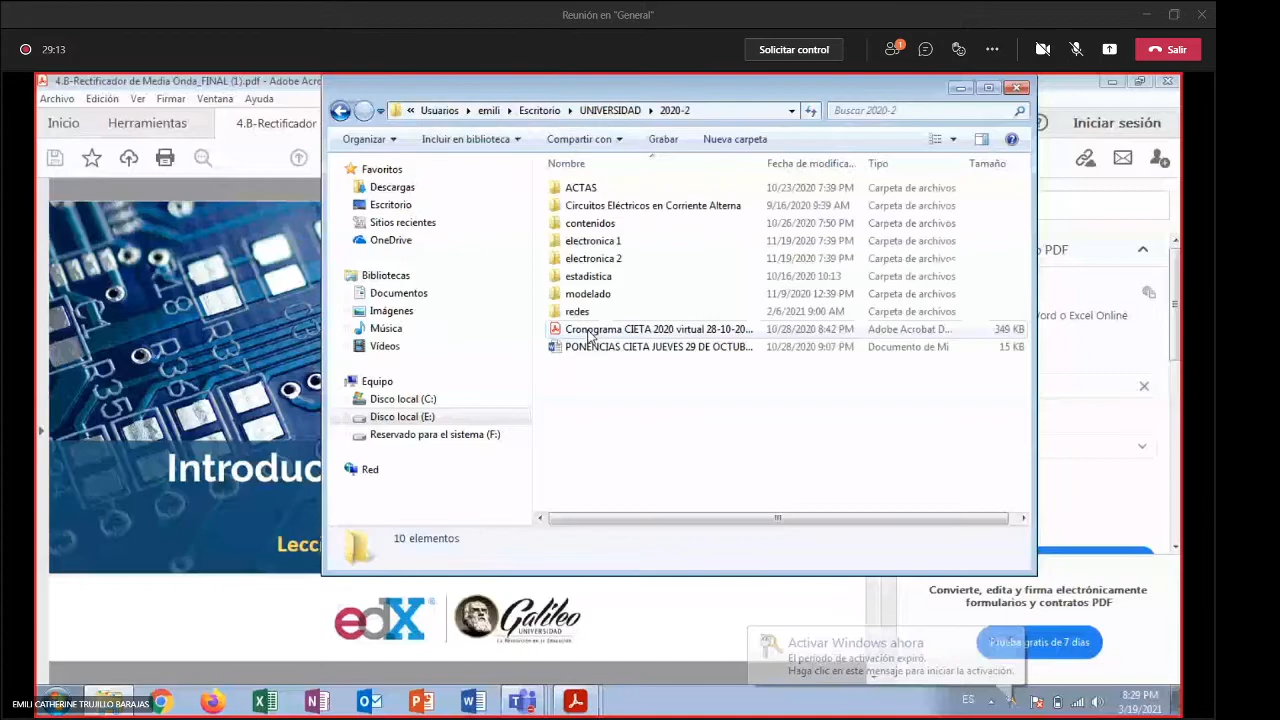 Reunión en "General"
29:13
Solicitar control
1
Salir
4.B-Rectificador de Media Onda_FINAL (1).pdf - Adobe Acro
Archivo Edición Ver Firmar Ventana Ayuda
Inicio Herramientas 4.B-Rectificador
Iniciar sesión
« Usuarios emili Escritorio UNIVERSIDAD 2020-2
Buscar 2020-2
Organizar Incluir en biblioteca Compartir con Grabar Nueva carpeta
Favoritos
Descargas
Escritorio
Sitios recientes
OneDrive
Bibliotecas
Documentos
Imágenes
Música
Vídeos
Equipo
Disco local (C:)
Disco local (E:)
Reservado para el sistema (F:)
Red
Nombre Fecha de modifica... Tipo Tamaño
ACTAS 10/23/2020 7:39 PM Carpeta de archivos
Circuitos Eléctricos en Corriente Alterna 9/16/2020 9:39 AM Carpeta de archivos
contenidos 10/26/2020 7:50 PM Carpeta de archivos
electronica 1 11/19/2020 7:39 PM Carpeta de archivos
electronica 2 11/19/2020 7:39 PM Carpeta de archivos
estadistica 10/16/2020 10:13 Carpeta de archivos
modelado 11/9/2020 12:39 PM Carpeta de archivos
redes 2/6/2021 9:00 AM Carpeta de archivos
Cronograma CIETA 2020 virtual 28-10-20... 10/28/2020 8:42 PM Adobe Acrobat D... 349 KB
PONENCIAS CIETA JUEVES 29 DE OCTUB... 10/28/2020 9:07 PM Documento de Mi 15 KB
10 elementos
o PDF
Word o Excel Online
R35
R37
Introduc
Lecci
edX
Galileo
UNIVERSIDAD
Convierte, edita y firma electrónicamente
formularios y contratos PDF
Prueba gratis de 7 días
Activar Windows ahora
El periodo de activación expiró.
Haga clic en este mensaje para iniciar la activación.
EMILI CATHERINE TRUJILLO BARAJAS
ES
8:29 PM
3/19/2021